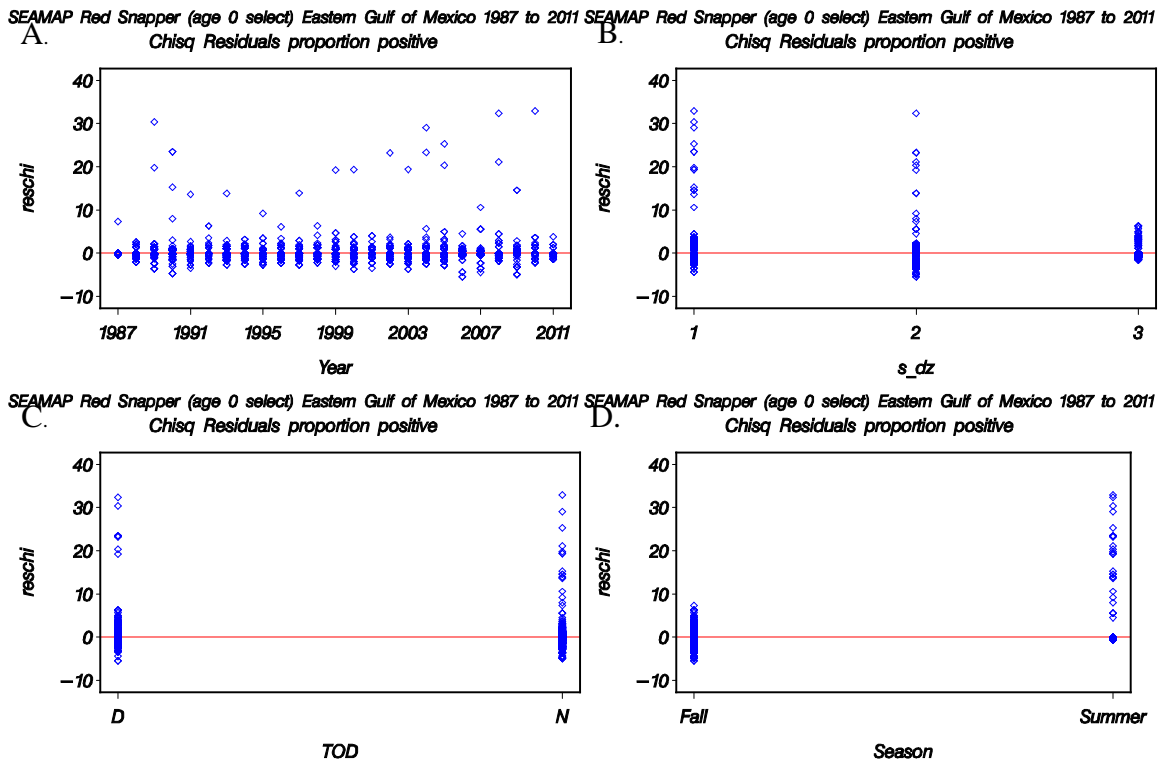 SEAMAP Red Snapper (age 0 select) Eastern Gulf of Mexico 1987 to 2011
A.
Chisq Residuals proportion positive
40
30
20
10
0
−10
reschi
1987 1991 1995 1999 2003 2007 2011
Year
SEAMAP Red Snapper (age 0 select) Eastern Gulf of Mexico 1987 to 2011
B.
Chisq Residuals proportion positive
40
30
20
10
0
−10
reschi
1 2 3
s_dz
SEAMAP Red Snapper (age 0 select) Eastern Gulf of Mexico 1987 to 2011
C.
Chisq Residuals proportion positive
40
30
20
10
0
−10
reschi
D N
TOD
SEAMAP Red Snapper (age 0 select) Eastern Gulf of Mexico 1987 to 2011
D.
Chisq Residuals proportion positive
40
30
20
10
0
−10
reschi
Fall Summer
Season